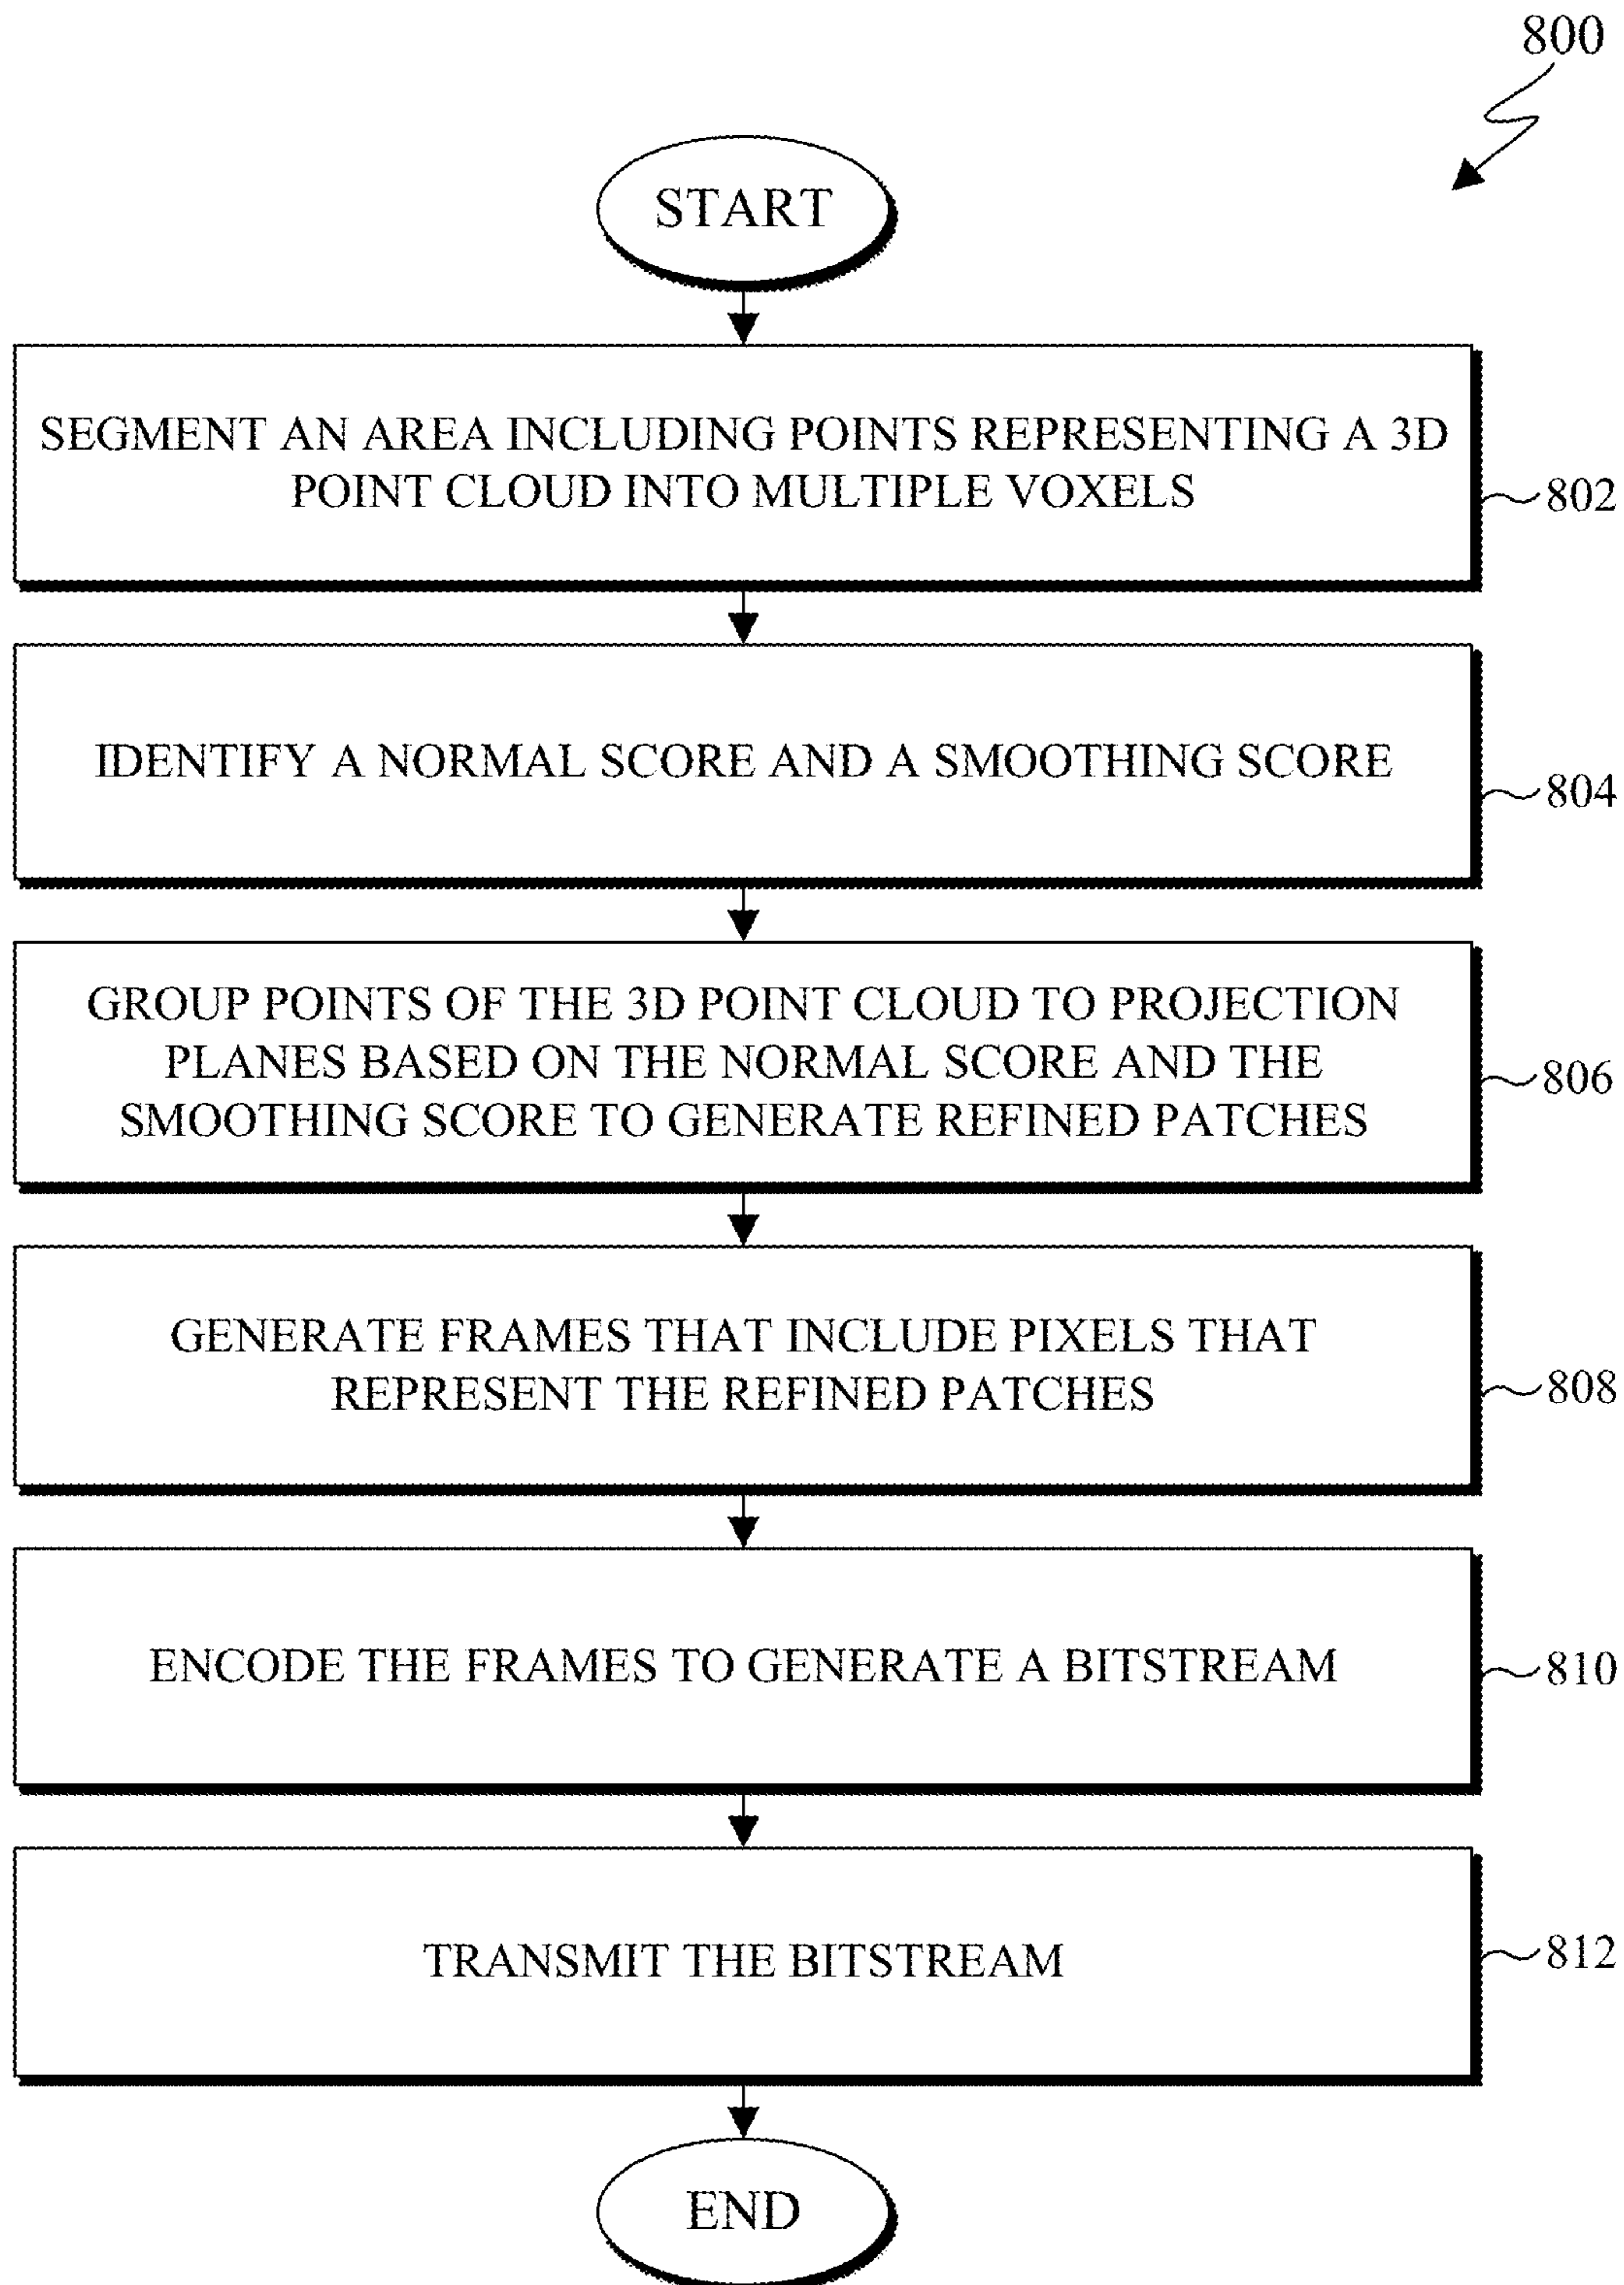 800
START
SEGMENT AN AREA INCLUDING POINTS REPRESENTING A 3D
POINT CLOUD INTO MULTIPLE VOXELS
802
IDENTIFY A NORMAL SCORE AND A SMOOTHING SCORE
804
GROUP POINTS OF THE 3D POINT CLOUD TO PROJECTION
PLANES BASED ON THE NORMAL SCORE AND THE
SMOOTHING SCORE TO GENERATE REFINED PATCHES
806
GENERATE FRAMES THAT INCLUDE PIXELS THAT
REPRESENT THE REFINED PATCHES
808
ENCODE THE FRAMES TO GENERATE A BITSTREAM
810
TRANSMIT THE BITSTREAM
812
END